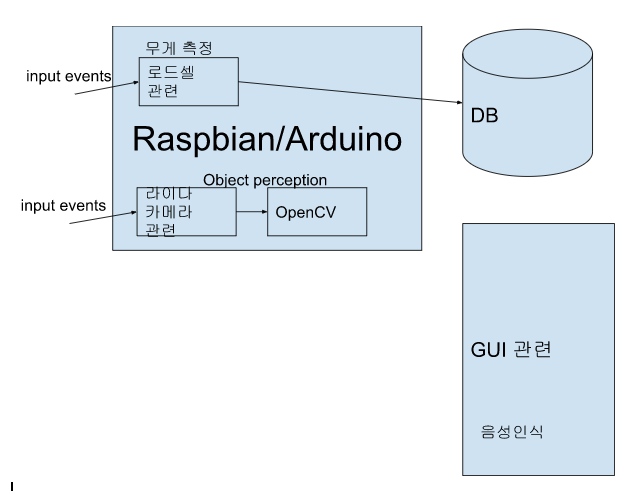 무게 측정
input events
로드셀
관련
DB
Raspbian/Arduino
Object perception
input events
라이다
카메라
관련
OpenCV
GUI 관련
음성인식